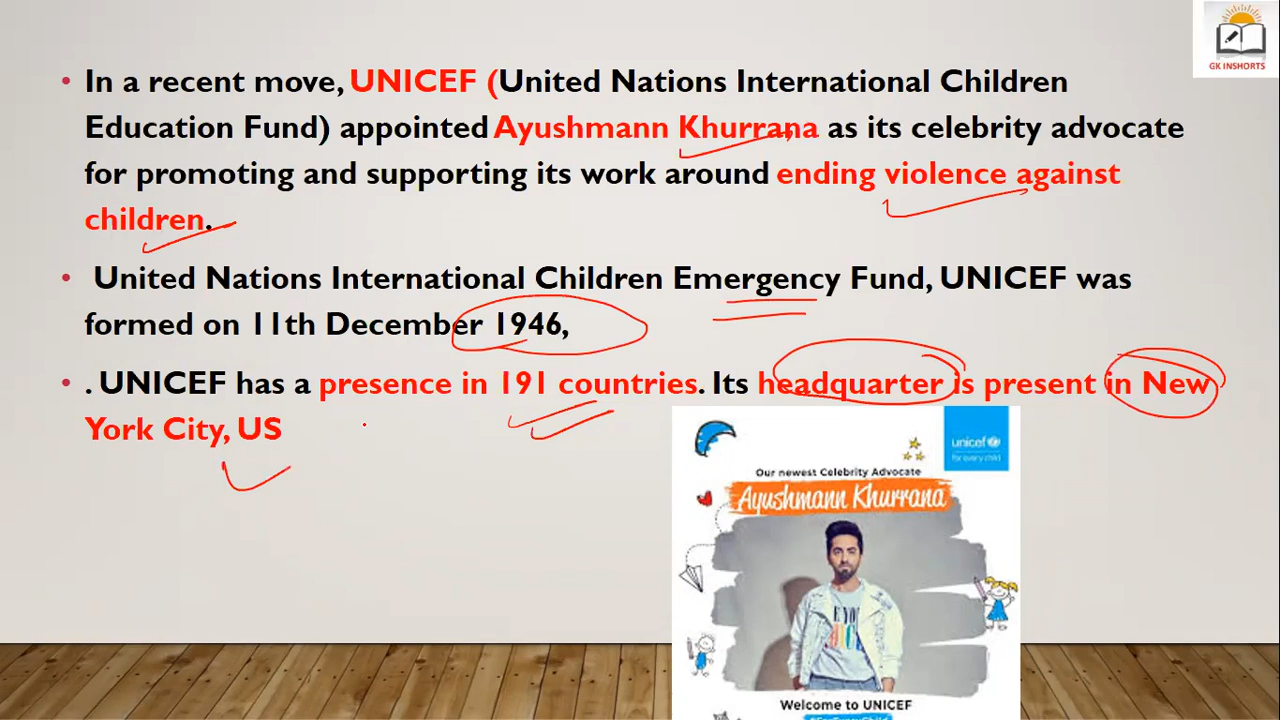 GK INSHORTS
• In a recent move, UNICEF (United Nations International Children
Education Fund) appointed Ayushmann Khurrana as its celebrity advocate
for promoting and supporting its work around ending violence against
children.
• United Nations International Children Emergency Fund, UNICEF was
formed on 11th December 1946,
• . UNICEF has a presence in 191 countries. Its headquarter is present in New
York City, US
unicef
for every child
Our newest Celebrity Advocate
Ayushmann Khurrana
Welcome to UNICEF